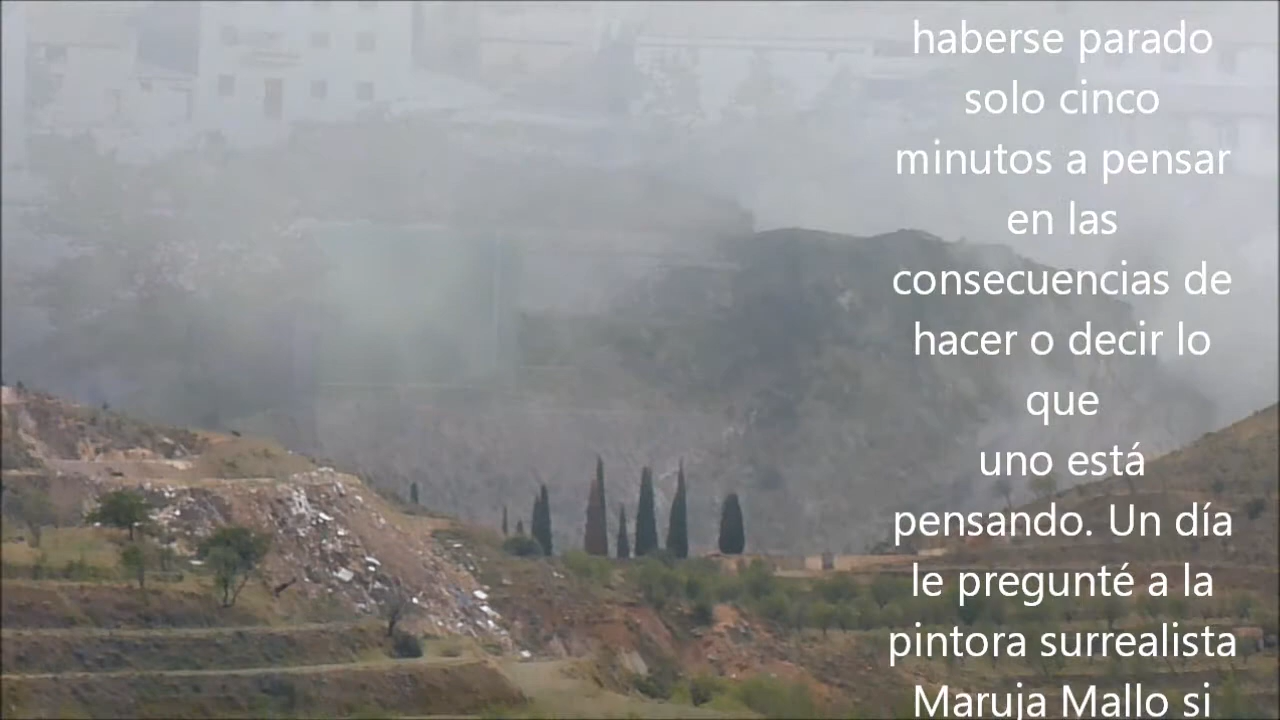 haberse parado
solo cinco
minutos a pensar
en las
consecuencias de
hacer o decir lo
que
uno está
pensando. Un día
le pregunté a la
pintora surrealista
Maruja Mallo si